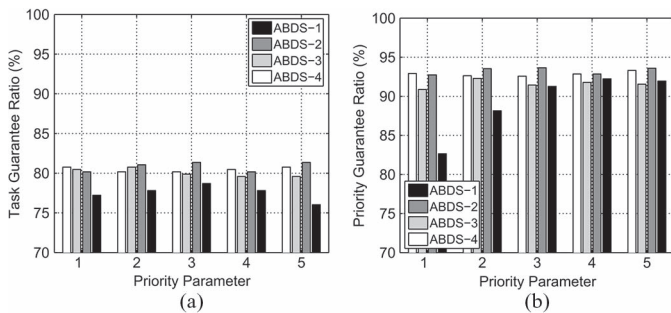 100
95
90
85
80
75
70
Task Guarantee Ratio (%)
ABDS-1
ABDS-2
ABDS-3
ABDS-4
1 2 3 4 5
Priority Parameter
(a)
100
95
90
85
80
75
70
Priority Guarantee Ratio (%)
ABDS-1
ABDS-2
ABDS-3
ABDS-4
1 2 3 4 5
Priority Parameter
(b)